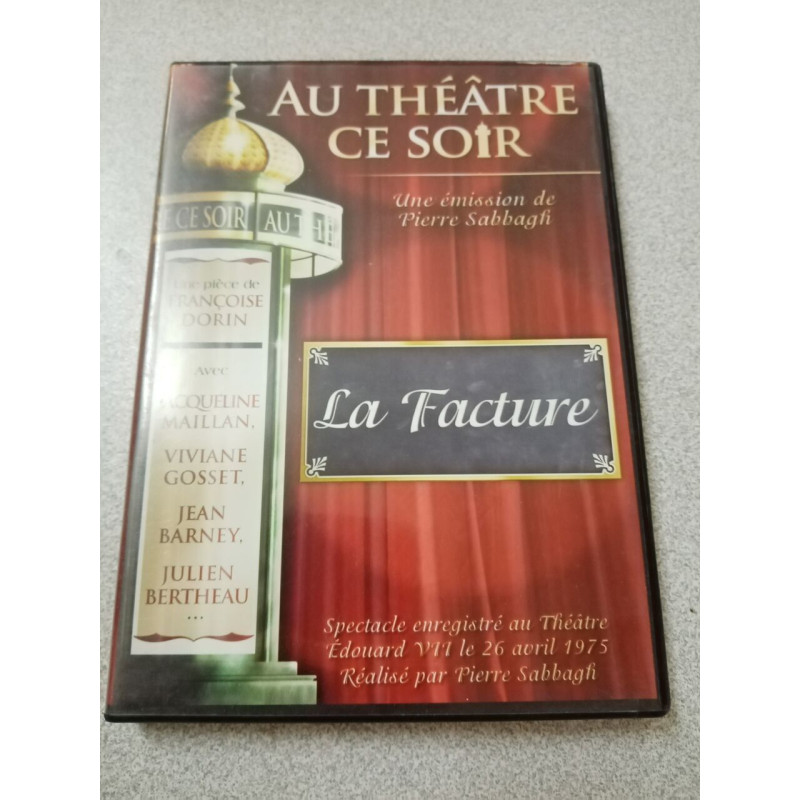 AU THÉÂTRE
CE SOIR
Une émission de
Pierre Sabbagh
E CE SOIR AU TH
Une pièce de
FRANÇOISE
DORIN
Avec
JACQUELINE
MAILLAN,
VIVIANE
GOSSET,
JEAN
BARNEY,
JULIEN
BERTHEAU
...
La Facture
Spectacle enregistré au Théâtre
Édouard VII le 26 avril 1975
Réalisé par Pierre Sabbagh